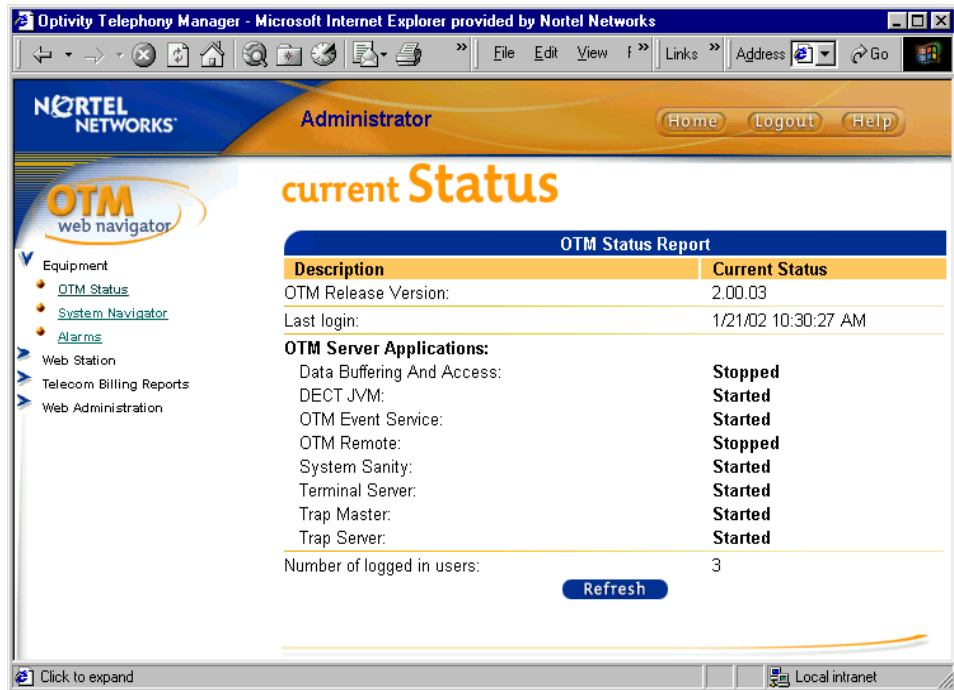 Optivity Telephony Manager - Microsoft Internet Explorer provided by Nortel Networks
» File Edit View F » Links » Address Go
NORTEL NETWORKS
Administrator
Home Logout Help
OTM
web navigator
current Status
OTM Status Report
Description Current Status
OTM Release Version: 2.00.03
Last login: 1/21/02 10:30:27 AM
OTM Server Applications:
Data Buffering And Access: Stopped
DECT JVM: Started
OTM Event Service: Started
OTM Remote: Stopped
System Sanity: Started
Terminal Server: Started
Trap Master: Started
Trap Server: Started
Number of logged in users: 3
Refresh
Equipment
OTM Status
System Navigator
Alarms
Web Station
Telecom Billing Reports
Web Administration
Click to expand Local intranet